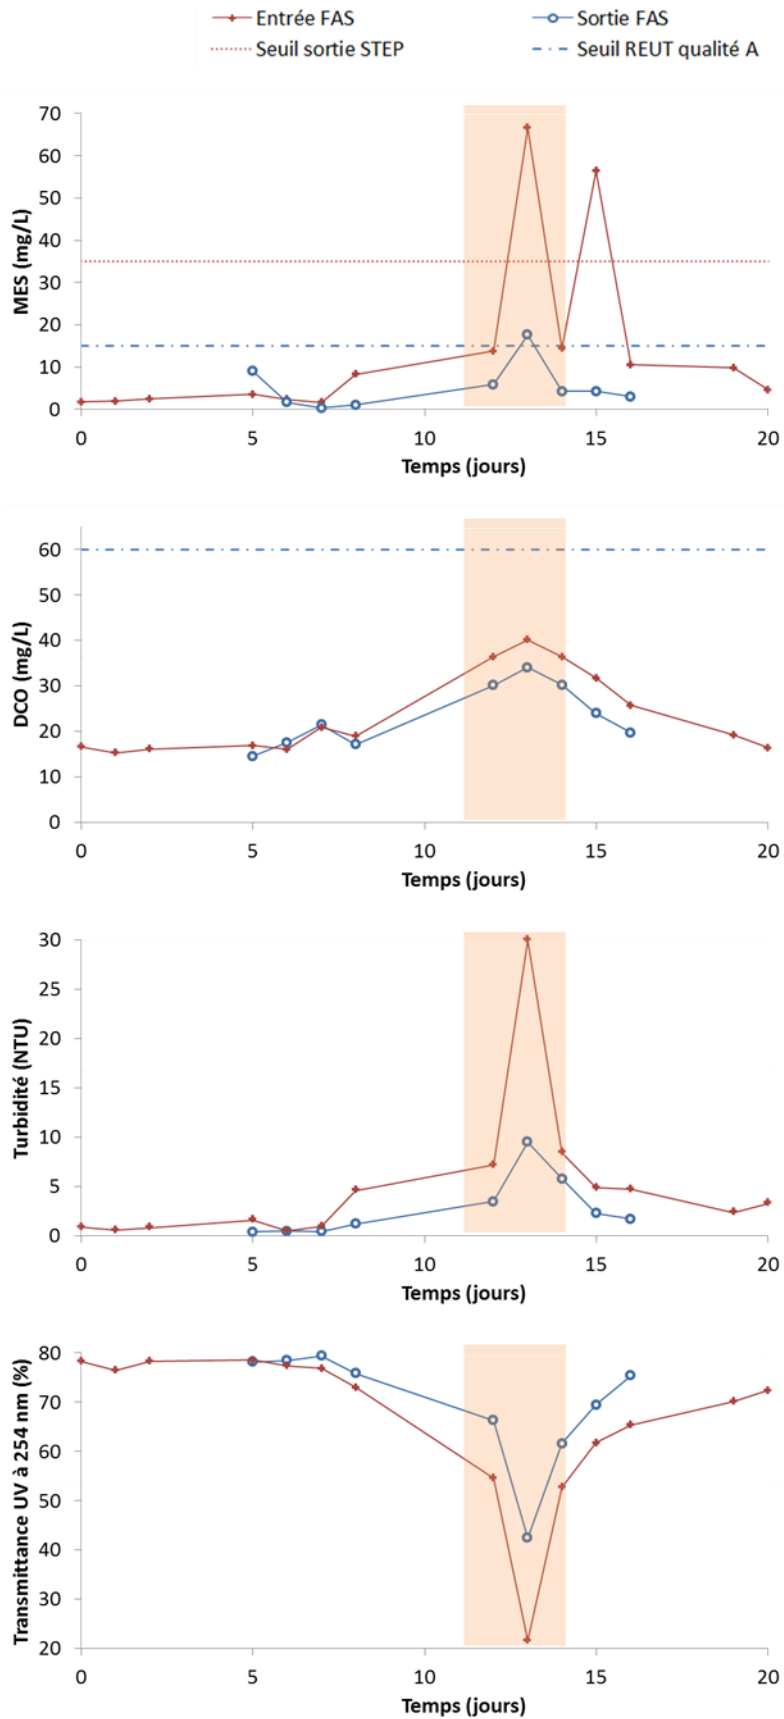 Entrée FAS Sortie FAS
Seuil sortie STEP Seuil REUT qualité A
MES (mg/L)
70
60
50
40
30
20
10
0
0 5 10 15 20
Temps (jours)
DCO (mg/L)
60
50
40
30
20
10
0
0 5 10 15 20
Temps (jours)
Turbidité (NTU)
30
25
20
15
10
5
0
0 5 10 15 20
Temps (jours)
Transmittance UV à 254 nm (%)
80
70
60
50
40
30
20
0 5 10 15 20
Temps (jours)